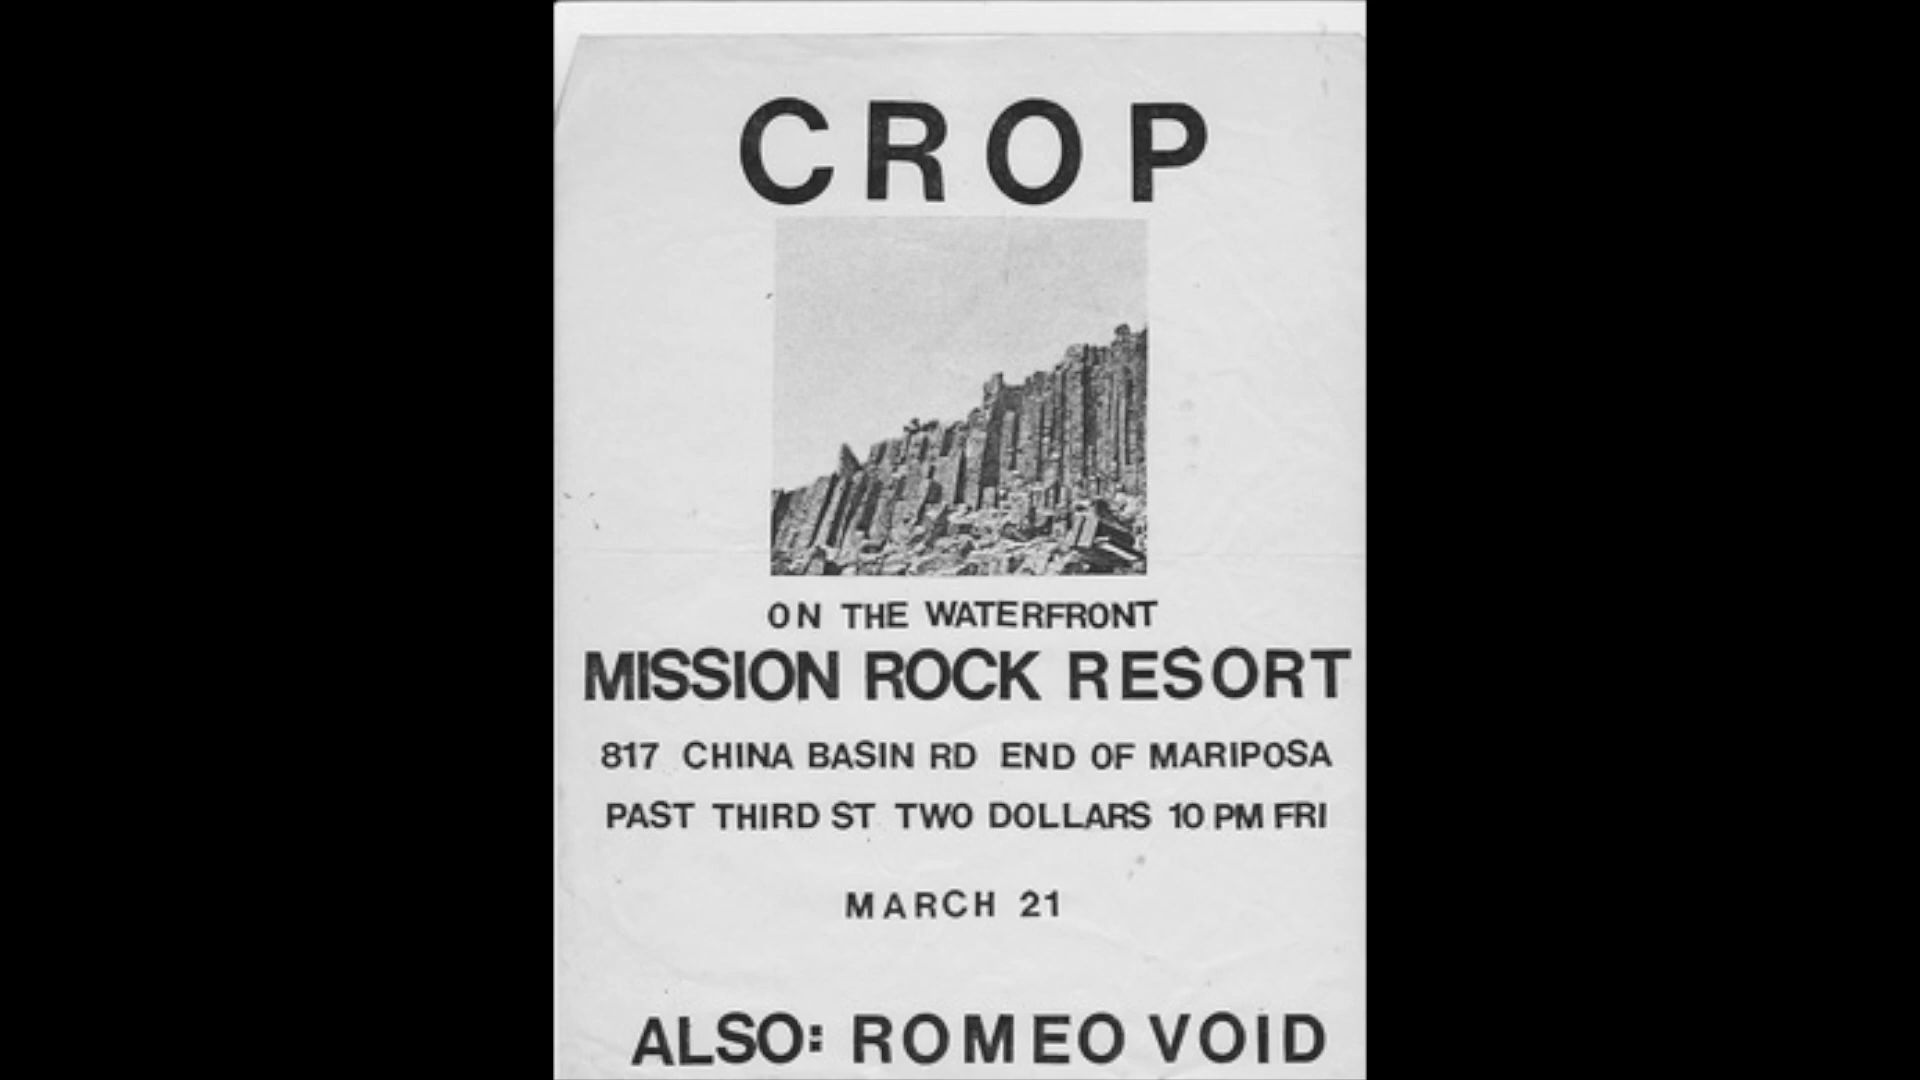 CROP
ON THE WATERFRONT
MISSION ROCK RESORT
817 CHINA BASIN RD END OF MARIPOSA
PAST THIRD ST TWO DOLLARS 10 PM FRI
MARCH 21
ALSO: ROMEO VOID